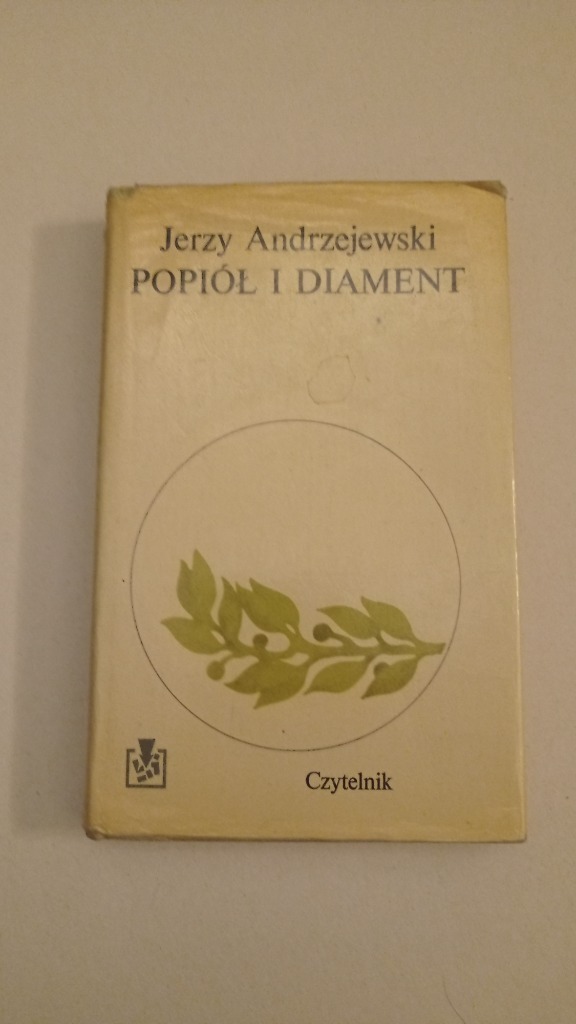 Jerzy Andrzejewski
POPIÓŁ I DIAMENT
Czytelnik